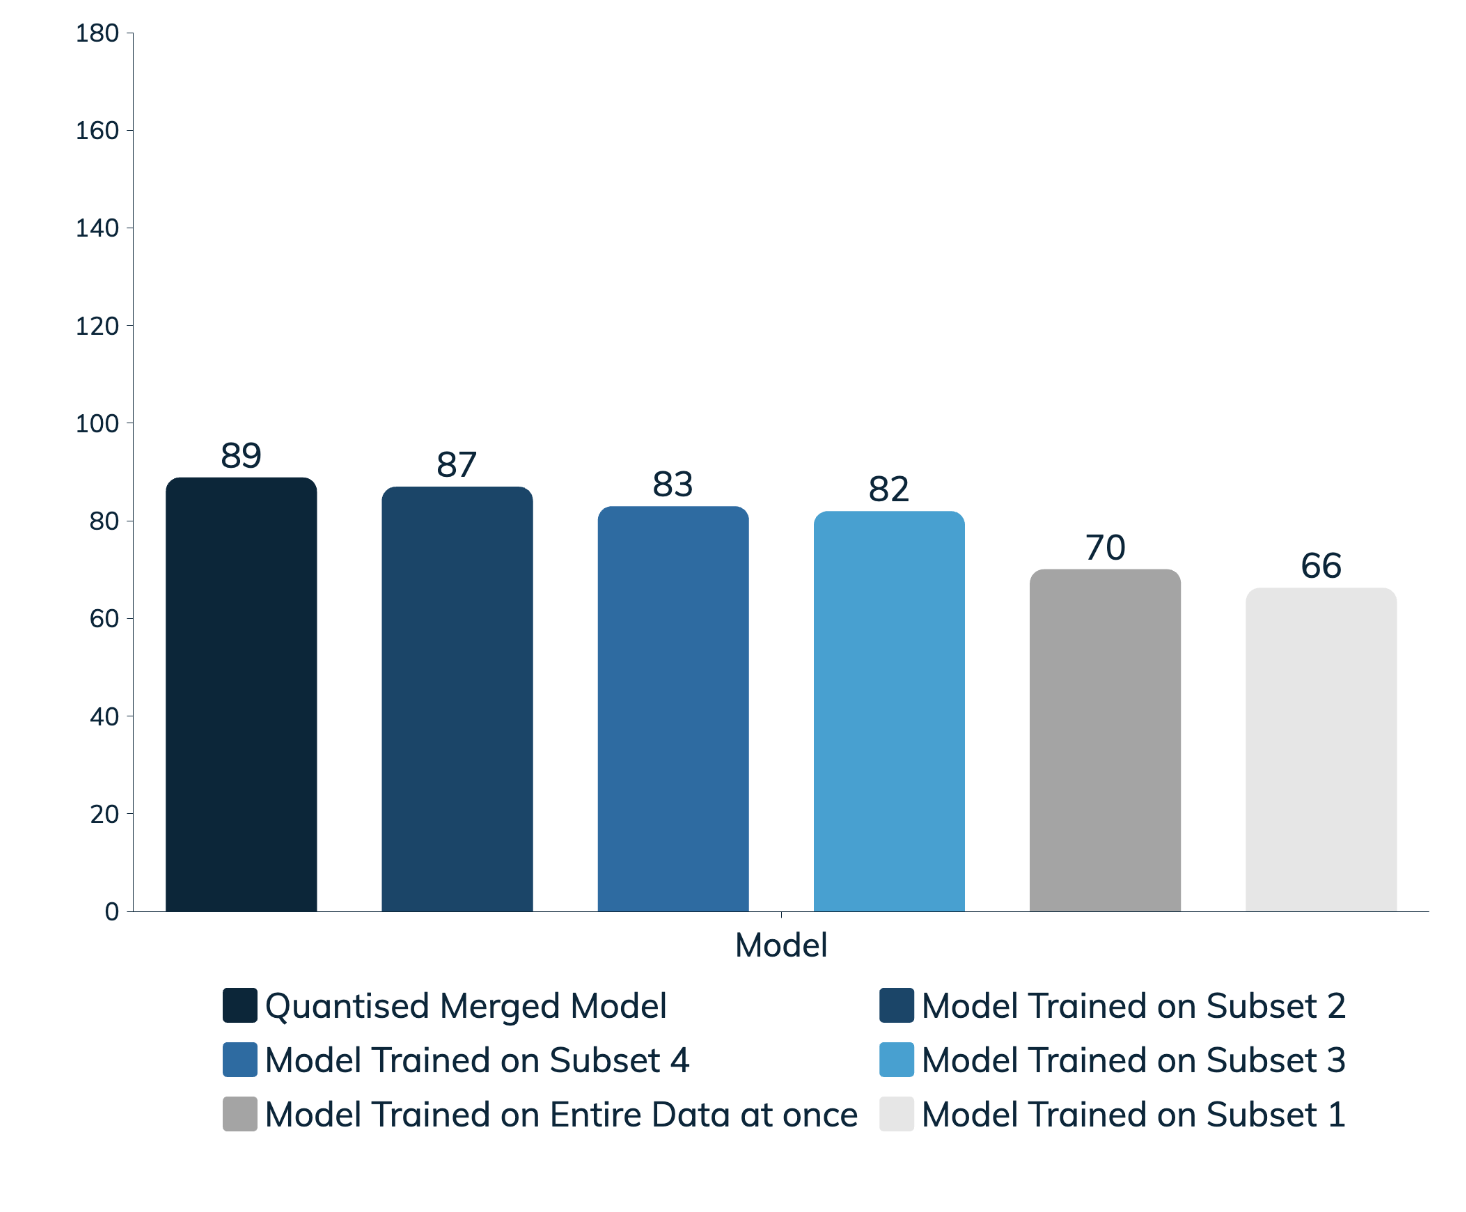 180
160
140
120
100
80
60
40
20
0
89
87
83
82
70
66
Model
Quantised Merged Model
Model Trained on Subset 2
Model Trained on Subset 4
Model Trained on Subset 3
Model Trained on Entire Data at once
Model Trained on Subset 1